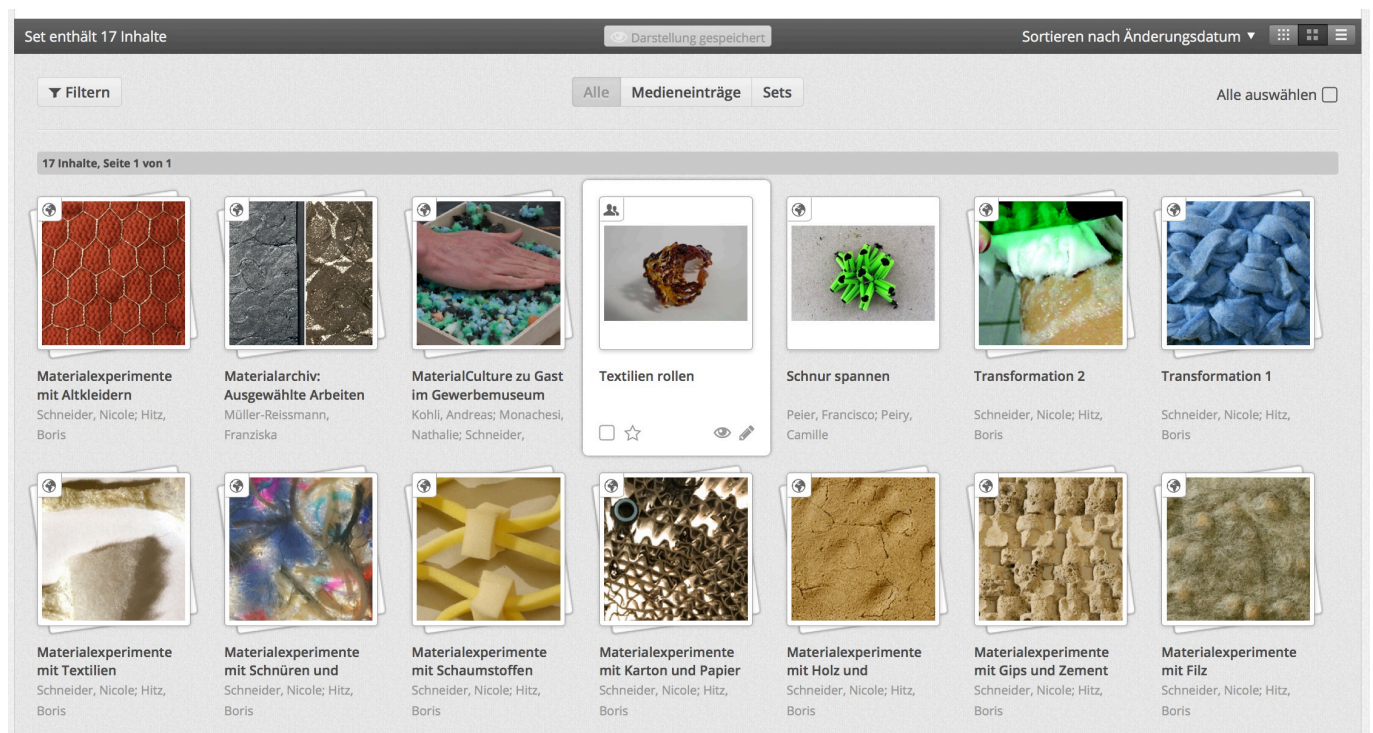 Set enthält 17 Inhalte
Darstellung gespeichert
Sortieren nach Änderungsdatum ▼
Filtern
Alle
Medieneinträge
Sets
Alle auswählen
17 Inhalte, Seite 1 von 1
Materialexperimente
mit Altkleidern
Schneider, Nicole; Hitz,
Boris
Materialarchiv:
Ausgewählte Arbeiten
Müller-Reissmann,
Franziska
MaterialCulture zu Gast
im Gewerbemuseum
Kohli, Andreas; Monachesi,
Nathalie; Schneider,
Textilien rollen
Schnur spannen
Peier, Francisco; Peiry,
Camille
Transformation 2
Schneider, Nicole; Hitz,
Boris
Transformation 1
Schneider, Nicole; Hitz,
Boris
Materialexperimente
mit Textilien
Schneider, Nicole; Hitz,
Boris
Materialexperimente
mit Schnüren und
Schneider, Nicole; Hitz,
Boris
Materialexperimente
mit Schaumstoffen
Schneider, Nicole; Hitz,
Boris
Materialexperimente
mit Karton und Papier
Schneider, Nicole; Hitz,
Boris
Materialexperimente
mit Holz und
Schneider, Nicole; Hitz,
Boris
Materialexperimente
mit Gips und Zement
Schneider, Nicole; Hitz,
Boris
Materialexperimente
mit Filz
Schneider, Nicole; Hitz,
Boris